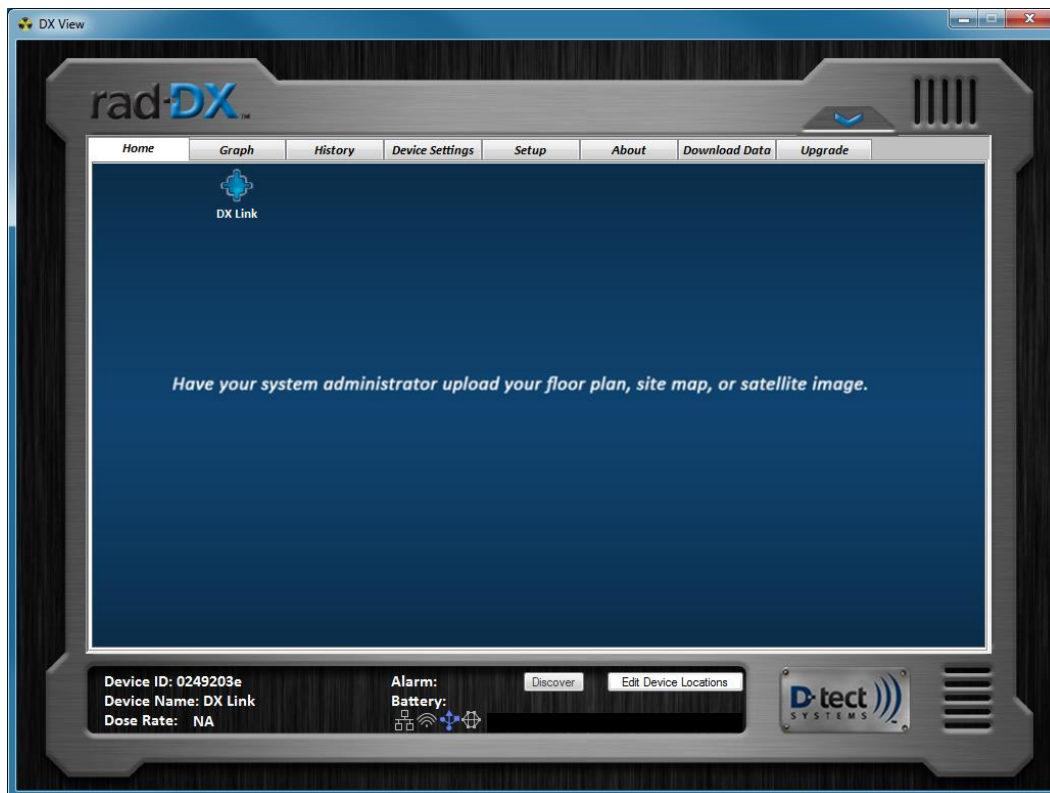 DX View
rad-DX™
Home Graph History Device Settings Setup About Download Data Upgrade
DX Link
Have your system administrator upload your floor plan, site map, or satellite image.
Device ID: 0249203e Alarm: Discover Edit Device Locations
Device Name: DX Link Battery:
Dose Rate: NA
D-tect
SYSTEMS